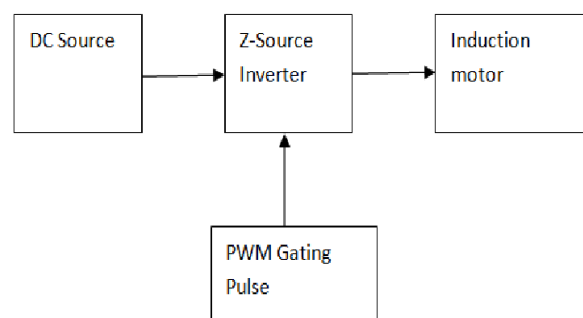 DC Source
Z-Source
Inverter
Induction
motor
PWM Gating
Pulse